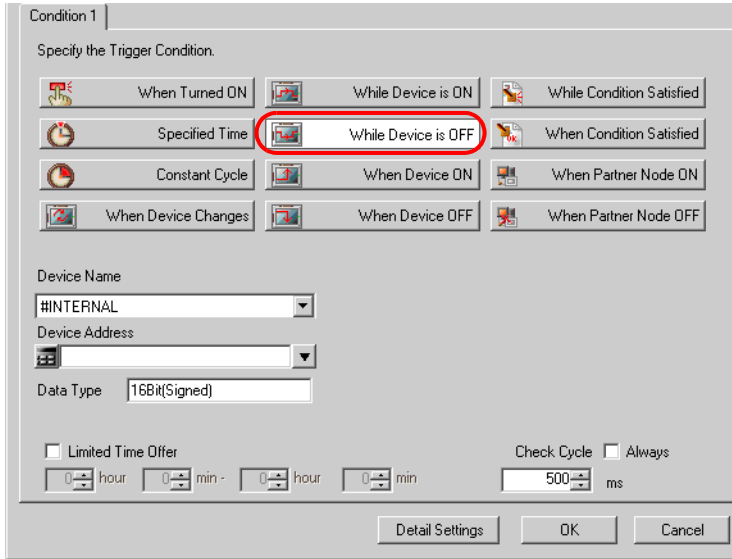 Condition 1
Specify the Trigger Condition.
When Turned ON While Device is ON While Condition Satisfied
Specified Time While Device is OFF When Condition Satisfied
Constant Cycle When Device ON When Partner Node ON
When Device Changes When Device OFF When Partner Node OFF
Device Name
#INTERNAL
Device Address
Data Type 16Bit(Signed)
Limited Time Offer Check Cycle Always
0 hour 0 min - 0 hour 0 min 500 ms
Detail Settings OK Cancel